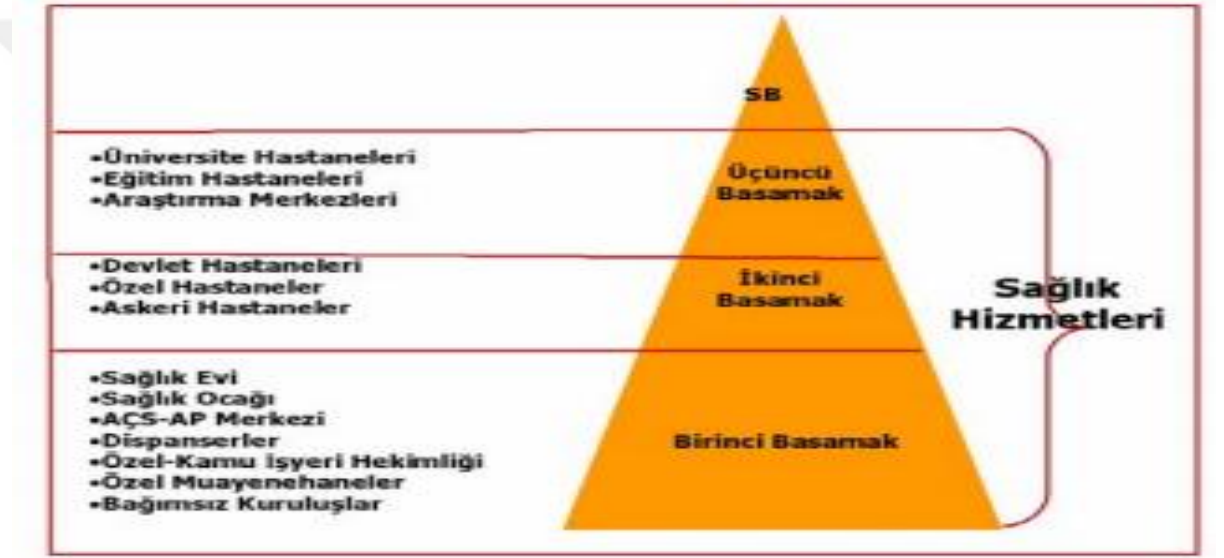 SB
•Üniversite Hastaneleri
•Eğitim Hastaneleri
•Araştırma Merkezleri
Üçüncü
Basamak
•Devlet Hastaneleri
•Özel Hastaneler
•Askeri Hastaneler
İkinci
Basamak
Sağlık
Hizmetleri
•Sağlık Evi
•Sağlık Ocağı
•AÇS-AP Merkezi
•Dispanserler
•Özel-Kamu İşyeri Hekimliği
•Özel Muayenehaneler
•Bağımsız Kuruluşlar
Birinci Basamak